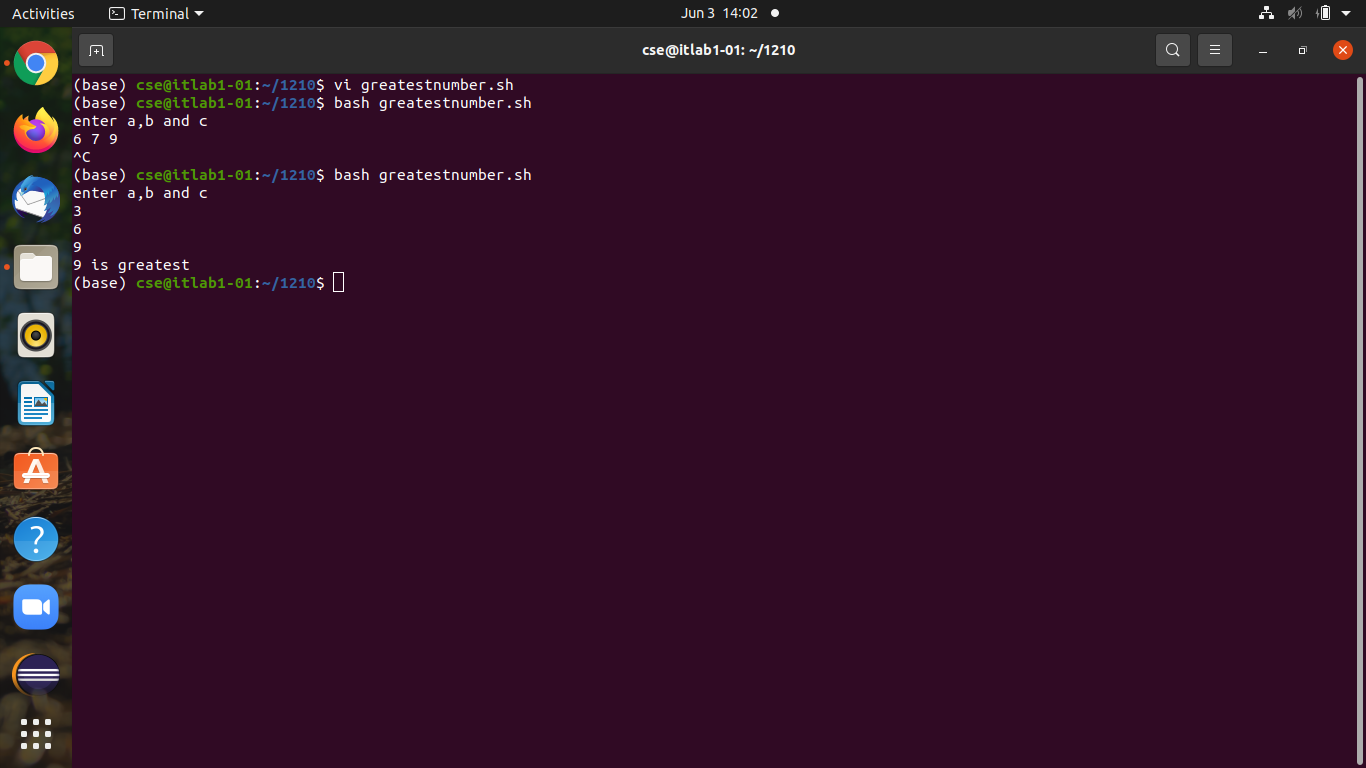 Activities Terminal Jun 3 14:02
cse@itlab1-01: ~/1210
(base) cse@itlab1-01:~/1210$ vi greatestnumber.sh
(base) cse@itlab1-01:~/1210$ bash greatestnumber.sh
enter a,b and c
6 7 9
^C
(base) cse@itlab1-01:~/1210$ bash greatestnumber.sh
enter a,b and c
3
6
9
9 is greatest
(base) cse@itlab1-01:~/1210$